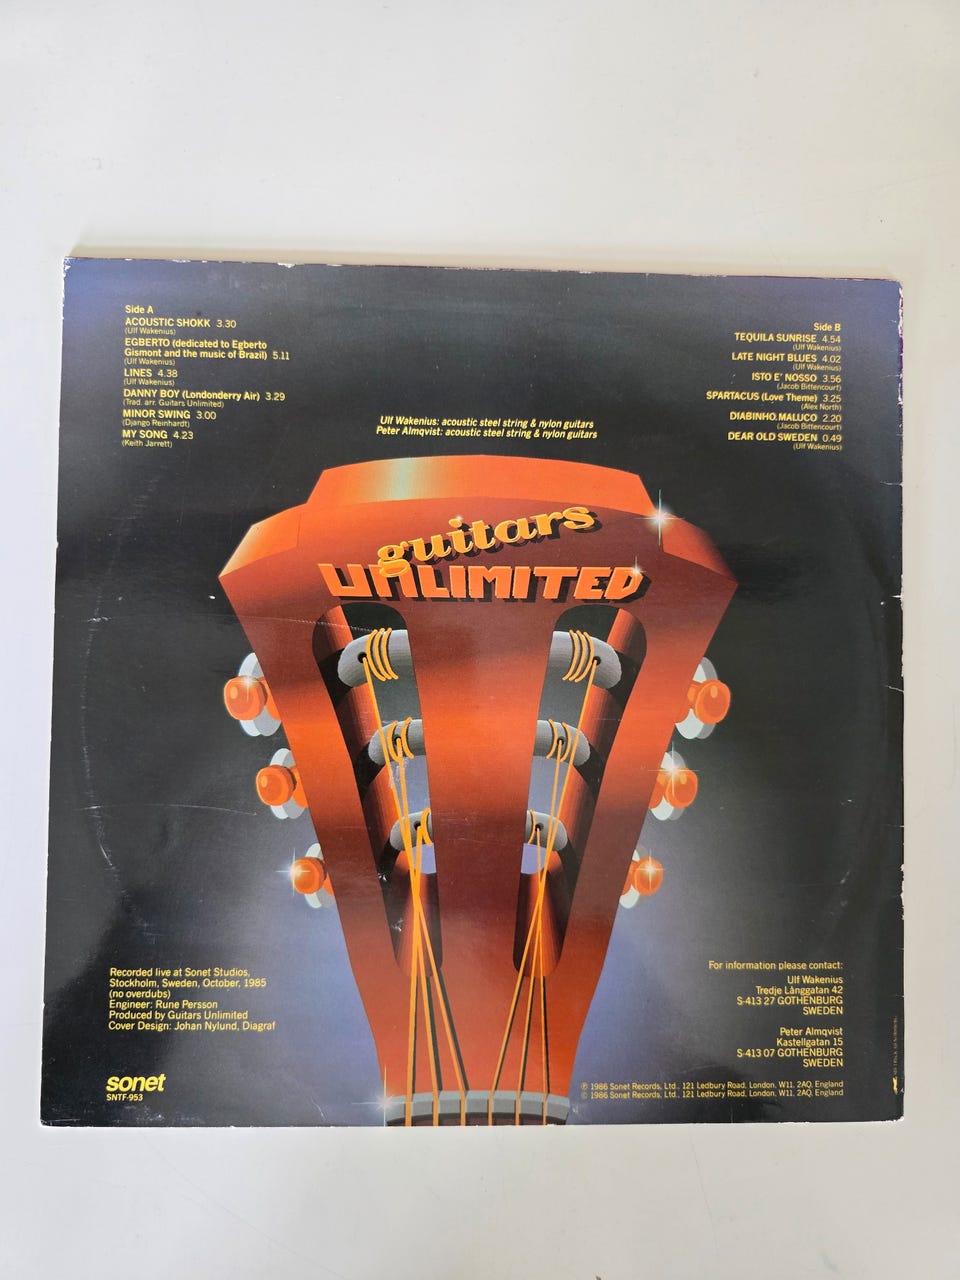 Side A
ACOUSTIC SHOKK 3.30
(Ulf Wakenius)
EGBERTO (dedicated to Egberto
Gismont and the music of Brazil) 5.11
(Ulf Wakenius)
LINES 4.38
(Ulf Wakenius)
DANNY BOY (Londonderry Air) 3.29
(Trad. arr. Guitars Unlimited)
MINOR SWING 3.00
(Django Reinhardt)
MY SONG 4.23
(Keith Jarrett)
Side B
TEQUILA SUNRISE 4.54
(Ulf Wakenius)
LATE NIGHT BLUES 4.02
(Ulf Wakenius)
ISTO E' NOSSO 3.56
(Jacob Bittencourt)
SPARTACUS (Love Theme) 3.25
(Alex North)
DIABINHO.MALUCO 2.20
(Jacob Bittencourt)
DEAR OLD SWEDEN 0.49
(Ulf Wakenius)
Ulf Wakenius: acoustic steel string & nylon guitars
Peter Almqvist: acoustic steel string & nylon guitars
guitars
UNLIMITED
Recorded live at Sonet Studios,
Stockholm, Sweden, October, 1985
(no overdubs)
Engineer: Rune Persson
Produced by Guitars Unlimited
Cover Design: Johan Nylund, Diagraf
sonet
SNTF-953
For information please contact:
Ulf Wakenius
Tredje Långgatan 42
S-413 27 GOTHENBURG
SWEDEN
Peter Almqvist
Kastellgatan 15
S-413 07 GOTHENBURG
SWEDEN
℗ 1986 Sonet Records, Ltd., 121 Ledbury Road, London, W11, 2AQ, England
© 1986 Sonet Records, Ltd., 121 Ledbury Road, London, W11, 2AQ, England